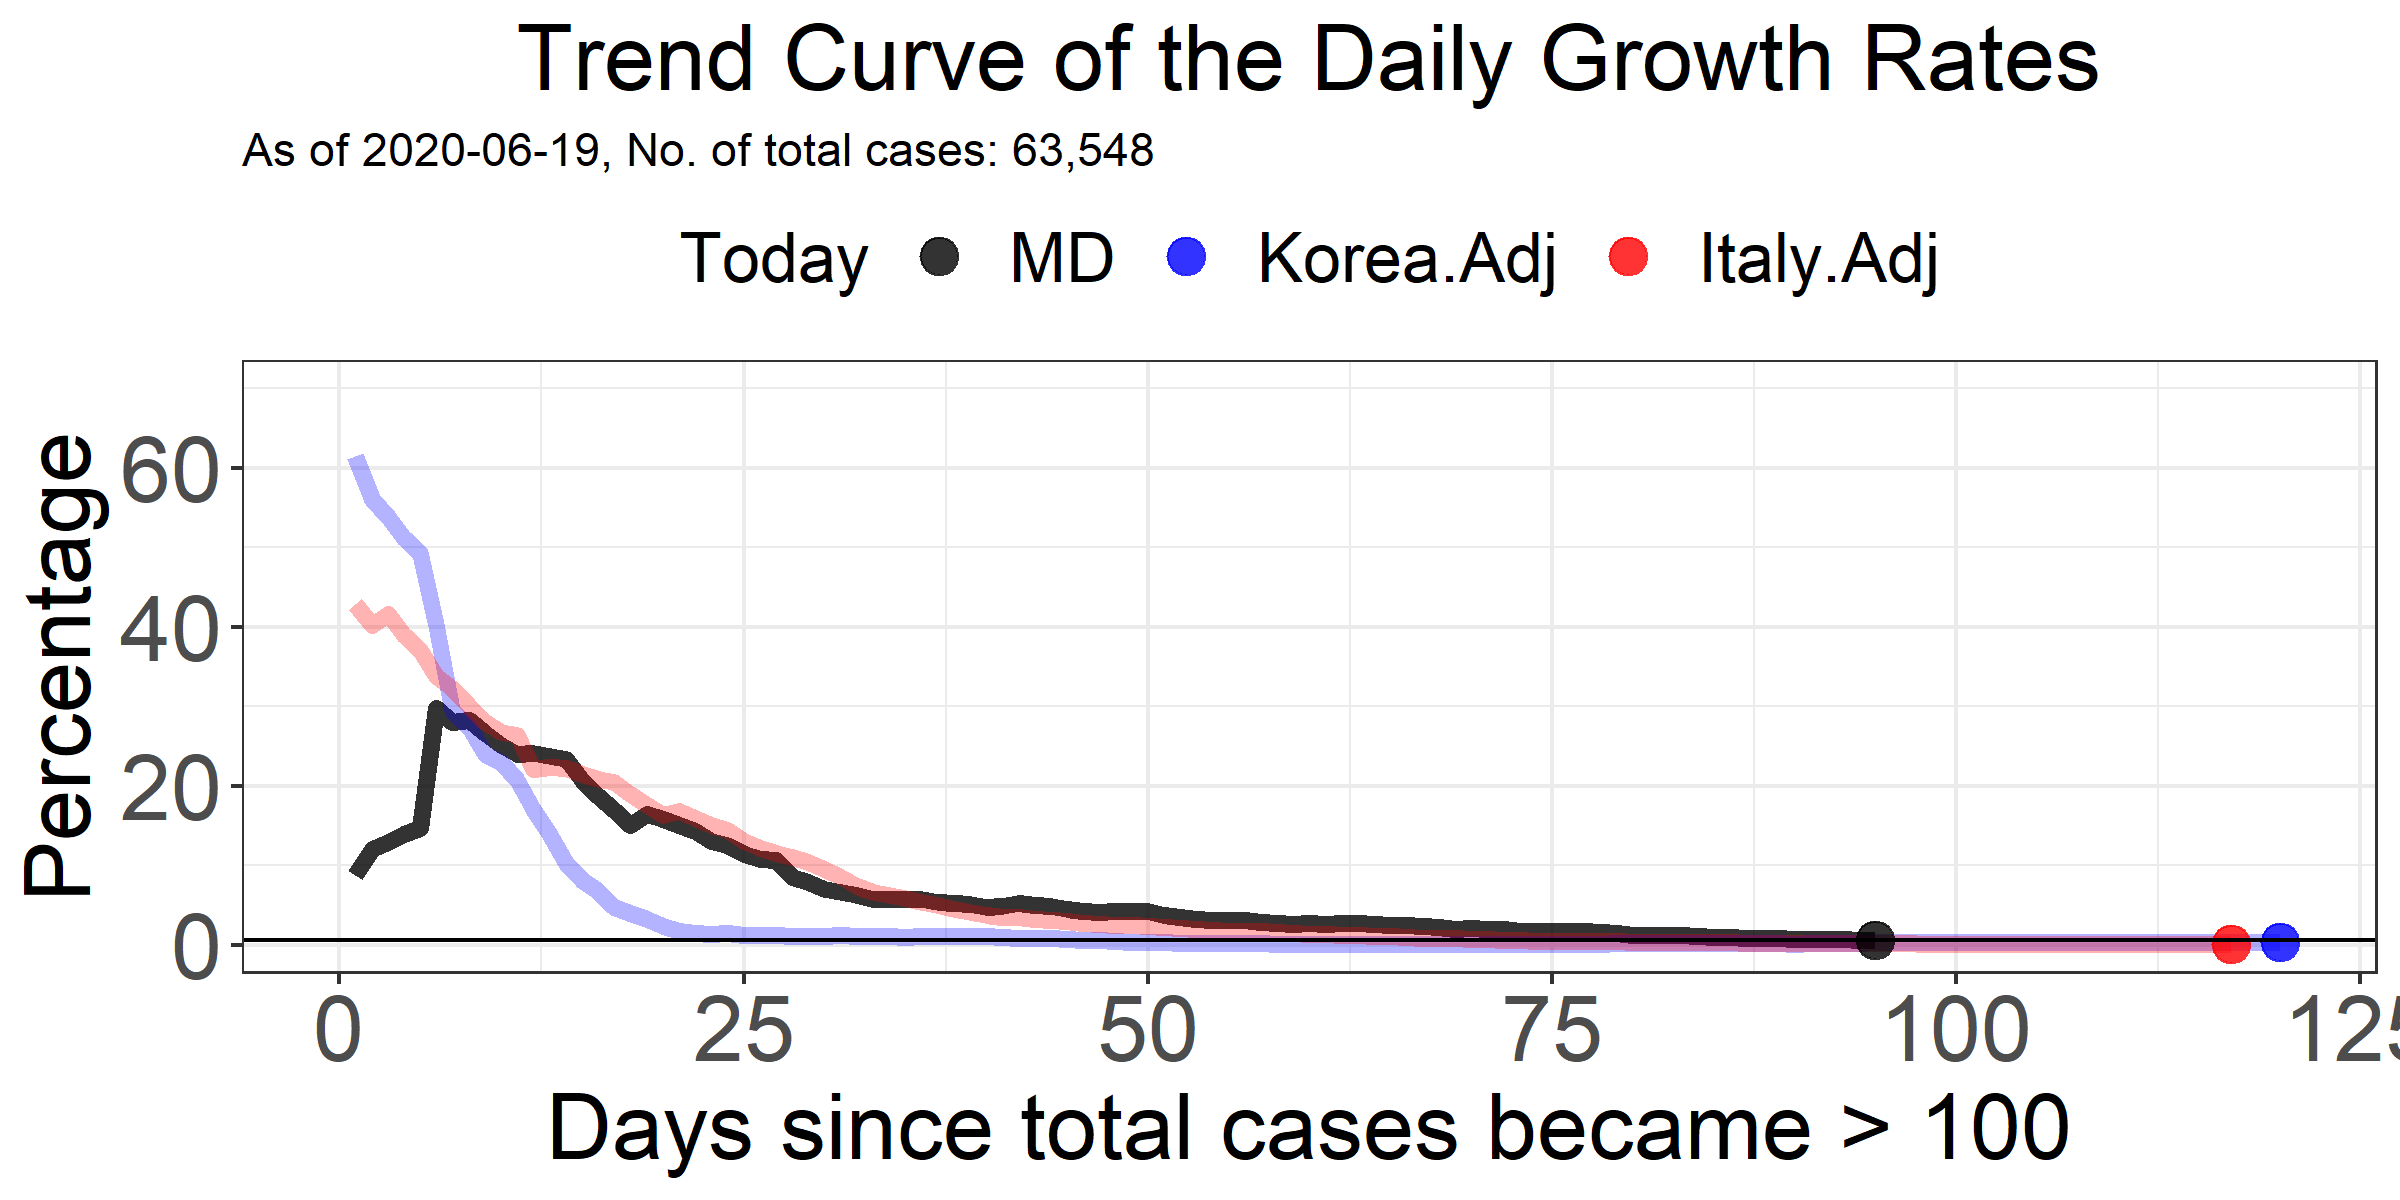 Trend Curve of the Daily Growth Rates
As of 2020-06-19, No. of total cases: 63,548
Today MD Korea.Adj Italy.Adj
Percentage
60
40
20
0
0 25 50 75 100 125
Days since total cases became > 100